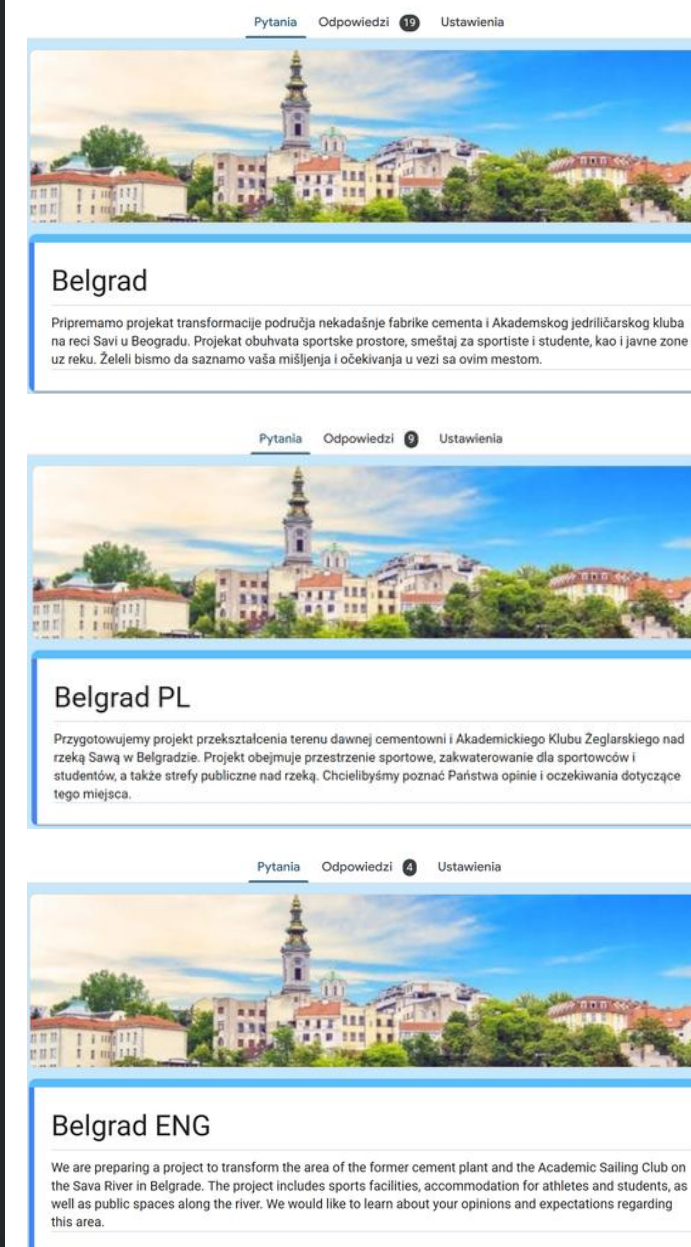 Pytania Odpowiedzi 19 Ustawienia
Belgrad
Pripremamo projekat transformacije područja nekadašnje fabrike cementa i Akademskog jedriličarskog kluba
na reci Savi u Beogradu. Projekat obuhvata sportske prostore, smeštaj za sportiste i studente, kao i javne zone
uz reku. Želeli bismo da saznamo vaša mišljenja i očekivanja u vezi sa ovim mestom.
Pytania Odpowiedzi 9 Ustawienia
Belgrad PL
Przygotowujemy projekt przekształcenia terenu dawnej cementowni i Akademickiego Klubu Żeglarskiego nad
rzeką Sawą w Belgradzie. Projekt obejmuje przestrzenie sportowe, zakwaterowanie dla sportowców i
studentów, a także strefy publiczne nad rzeką. Chcielibyśmy poznać Państwa opinie i oczekiwania dotyczące
tego miejsca.
Pytania Odpowiedzi 4 Ustawienia
Belgrad ENG
We are preparing a project to transform the area of the former cement plant and the Academic Sailing Club on
the Sava River in Belgrade. The project includes sports facilities, accommodation for athletes and students, as
well as public spaces along the river. We would like to learn about your opinions and expectations regarding
this area.